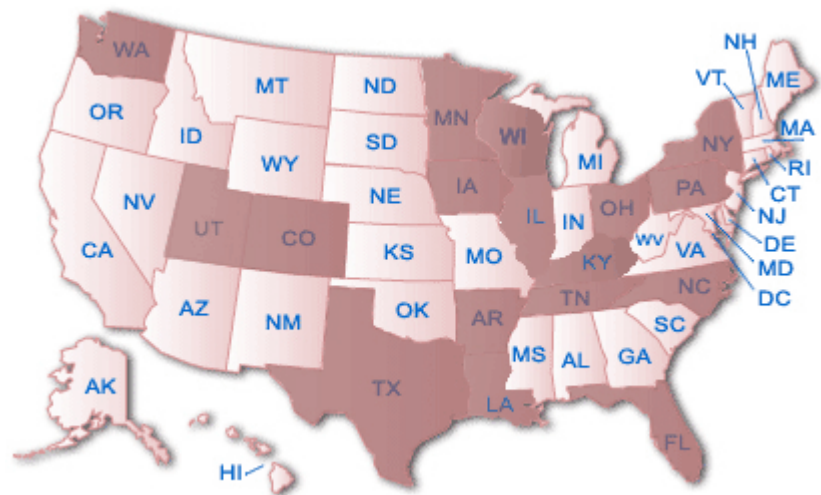 WA
MT
ND
MN
OR
ID
SD
WI
MI
NY
VT
NH
ME
MA
RI
CT
NJ
DE
MD
DC
WY
IA
NE
PA
NV
UT
CO
IL
IN
OH
WV
VA
CA
KS
MO
KY
NC
TN
AZ
NM
OK
AR
SC
MS
AL
GA
TX
LA
FL
AK
HI